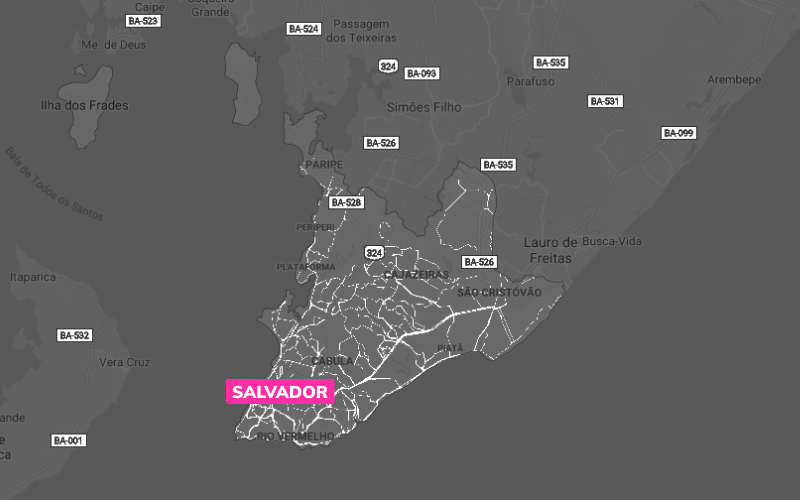 Caipe
BA-523
Grande
BA-524
Passagem
dos Teixeiras
Me. de Deus
324
BA-093
BA-535
Parafuso
Arembepe
Ilha dos Frades
Simões Filho
BA-531
BA-099
BA-526
Baía de Todos os Santos
PARIPE
BA-535
BA-528
PERIPERI
324
Lauro de
Freitas
Busca-Vida
BA-526
PLATAFORMA
CAJAZEIRAS
Itaparica
SÃO CRISTÓVÃO
BA-532
Vera Cruz
CABULA
PIATÃ
SALVADOR
ande
BA-001
RIO VERMELHO
e
ca